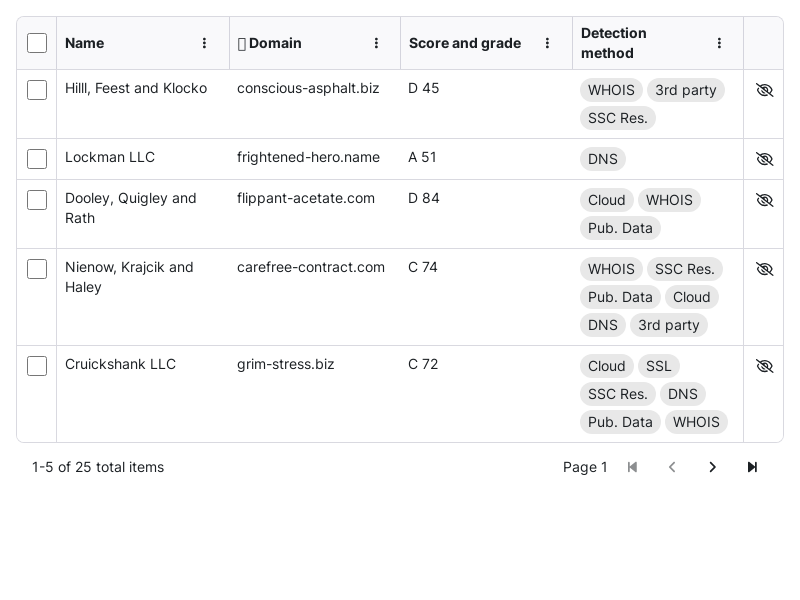 Name
Domain
Score and grade
Detection
method
Hilll, Feest and Klocko
conscious-asphalt.biz
D 45
WHOIS 3rd party
SSC Res.
Lockman LLC
frightened-hero.name
A 51
DNS
Dooley, Quigley and
Rath
flippant-acetate.com
D 84
Cloud WHOIS
Pub. Data
Nienow, Krajcik and
Haley
carefree-contract.com
C 74
WHOIS SSC Res.
Pub. Data Cloud
DNS 3rd party
Cruickshank LLC
grim-stress.biz
C 72
Cloud SSL
SSC Res. DNS
Pub. Data WHOIS
1-5 of 25 total items
Page 1